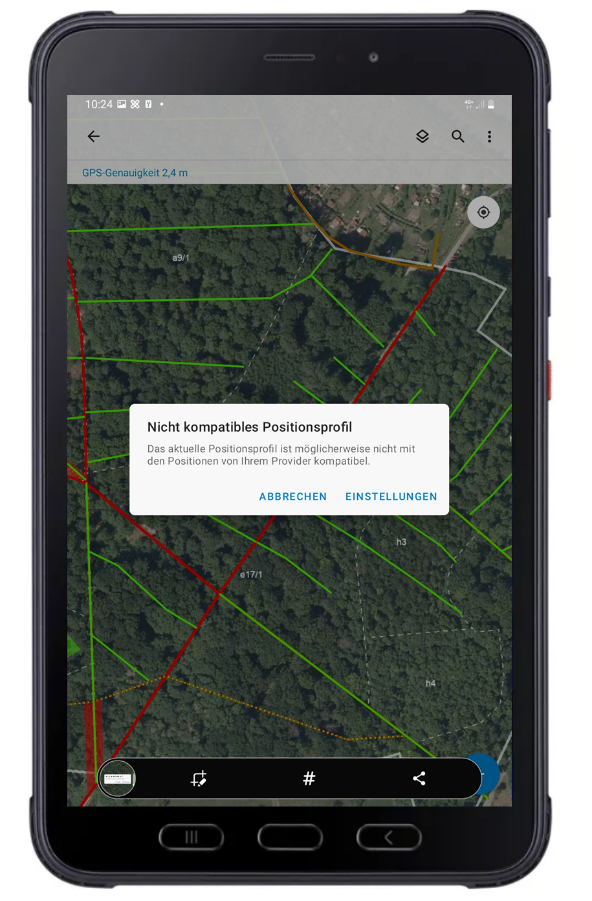 10:24
GPS-Genauigkeit 2,4 m
a9/1
Nicht kompatibles Positionsprofil
Das aktuelle Positionsprofil ist möglicherweise nicht mit
den Positionen von Ihrem Provider kompatibel.
ABBRECHEN EINSTELLUNGEN
h3
e17/1
h4
#